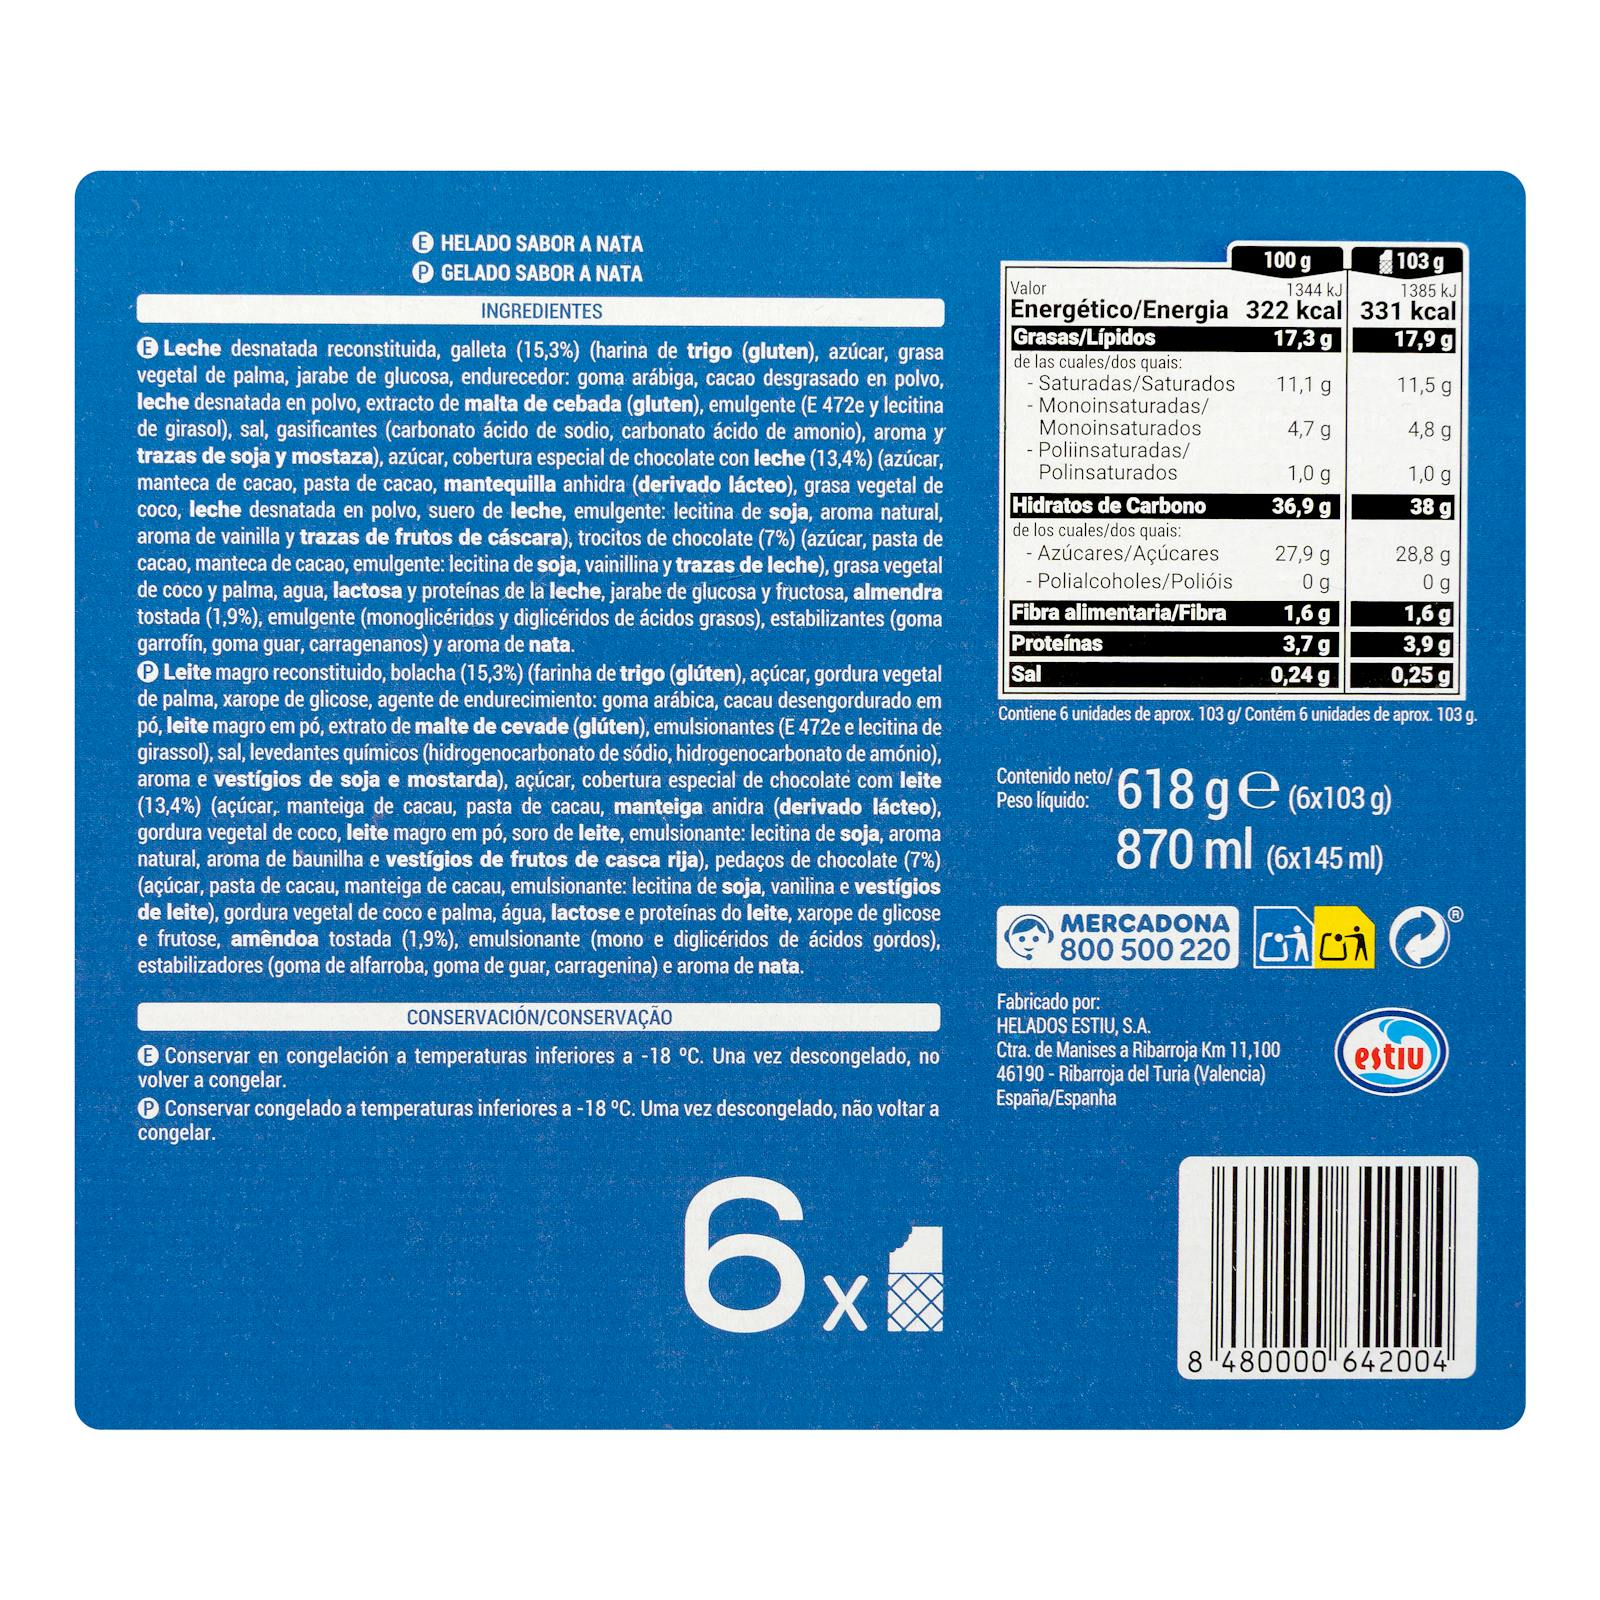 E HELADO SABOR A NATA
P GELADO SABOR A NATA
INGREDIENTES
E Leche desnatada reconstituida, galleta (15,3%) (harina de trigo (gluten), azúcar, grasa
vegetal de palma, jarabe de glucosa, endurecedor: goma arábiga, cacao desgrasado en polvo,
leche desnatada en polvo, extracto de malta de cebada (gluten), emulgente (E 472e y lecitina
de girasol), sal, gasificantes (carbonato ácido de sodio, carbonato ácido de amonio), aroma y
trazas de soja y mostaza), azúcar, cobertura especial de chocolate con leche (13,4%) (azúcar,
manteca de cacao, pasta de cacao, mantequilla anhidra (derivado lácteo), grasa vegetal de
coco, leche desnatada en polvo, suero de leche, emulgente: lecitina de soja, aroma natural,
aroma de vainilla y trazas de frutos de cáscara), trocitos de chocolate (7%) (azúcar, pasta de
cacao, manteca de cacao, emulgente: lecitina de soja, vainillina y trazas de leche), grasa vegetal
de coco y palma, agua, lactosa y proteínas de la leche, jarabe de glucosa y fructosa, almendra
tostada (1,9%), emulgente (monoglicéridos y diglicéridos de ácidos grasos), estabilizantes (goma
garrofín, goma guar, carragenanos) y aroma de nata.
P Leite magro reconstituido, bolacha (15,3%) (farinha de trigo (glúten), açúcar, gordura vegetal
de palma, xarope de glicose, agente de endurecimento: goma arábica, cacau desengordurado em
pó, leite magro em pó, extrato de malte de cevade (glúten), emulsionantes (E 472e e lecitina de
girassol), sal, levedantes químicos (hidrogenocarbonato de sódio, hidrogenocarbonato de amónio),
aroma e vestígios de soja e mostarda), açúcar, cobertura especial de chocolate com leite
(13,4%) (açúcar, manteiga de cacau, pasta de cacau, manteiga anidra (derivado lácteo),
gordura vegetal de coco, leite magro em pó, soro de leite, emulsionante: lecitina de soja, aroma
natural, aroma de baunilha e vestígios de frutos de casca rija), pedaços de chocolate (7%)
(açúcar, pasta de cacau, manteiga de cacau, emulsionante: lecitina de soja, vanilina e vestígios
de leite), gordura vegetal de coco e palma, água, lactose e proteínas do leite, xarope de glicose
e frutose, amêndoa tostada (1,9%), emulsionante (mono e diglicéridos de ácidos gordos),
estabilizadores (goma de alfarroba, goma de guar, carragenina) e aroma de nata.
CONSERVACIÓN/CONSERVAÇÃO
E Conservar en congelación a temperaturas inferiores a -18 ºC. Una vez descongelado, no
volver a congelar.
P Conservar congelado a temperaturas inferiores a -18 ºC. Uma vez descongelado, não voltar a
congelar.
6 x
100 g 103 g
Valor 1344 kJ 1385 kJ
Energético/Energia 322 kcal 331 kcal
Grasas/Lípidos 17,3 g 17,9 g
de las cuales/dos quais:
- Saturadas/Saturados 11,1 g 11,5 g
- Monoinsaturadas/
Monoinsaturados 4,7 g 4,8 g
- Poliinsaturadas/
Polinsaturados 1,0 g 1,0 g
Hidratos de Carbono 36,9 g 38 g
de los cuales/dos quais:
- Azúcares/Açúcares 27,9 g 28,8 g
- Polialcoholes/Polióis 0 g 0 g
Fibra alimentaria/Fibra 1,6 g 1,6 g
Proteínas 3,7 g 3,9 g
Sal 0,24 g 0,25 g
Contiene 6 unidades de aprox. 103 g/ Contém 6 unidades de aprox. 103 g.
Contenido neto/
Peso líquido: 618 g e (6x103 g)
870 ml (6x145 ml)
MERCADONA
800 500 220
®
Fabricado por:
HELADOS ESTIU, S.A.
Ctra. de Manises a Ribarroja Km 11,100
46190 - Ribarroja del Turia (Valencia)
España/Espanha
estiu
8 480000 642004